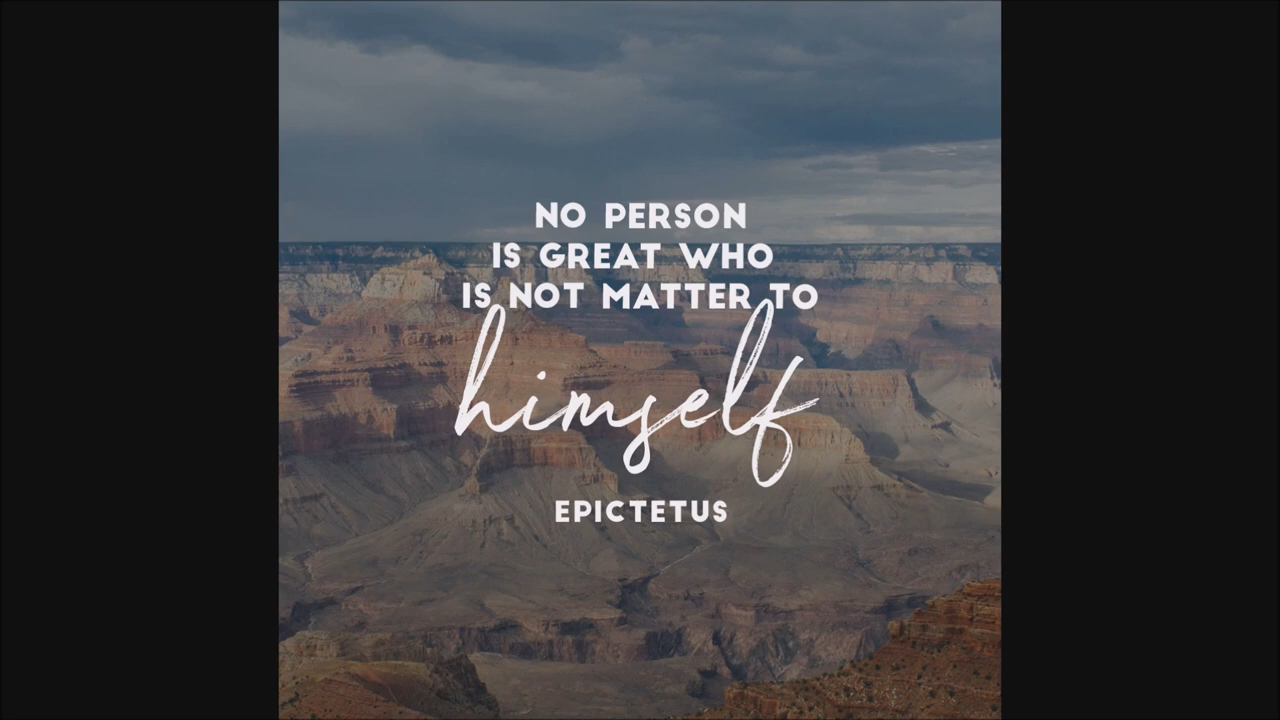 NO PERSON
IS GREAT WHO
IS NOT MATTER TO
himself
EPICTETUS